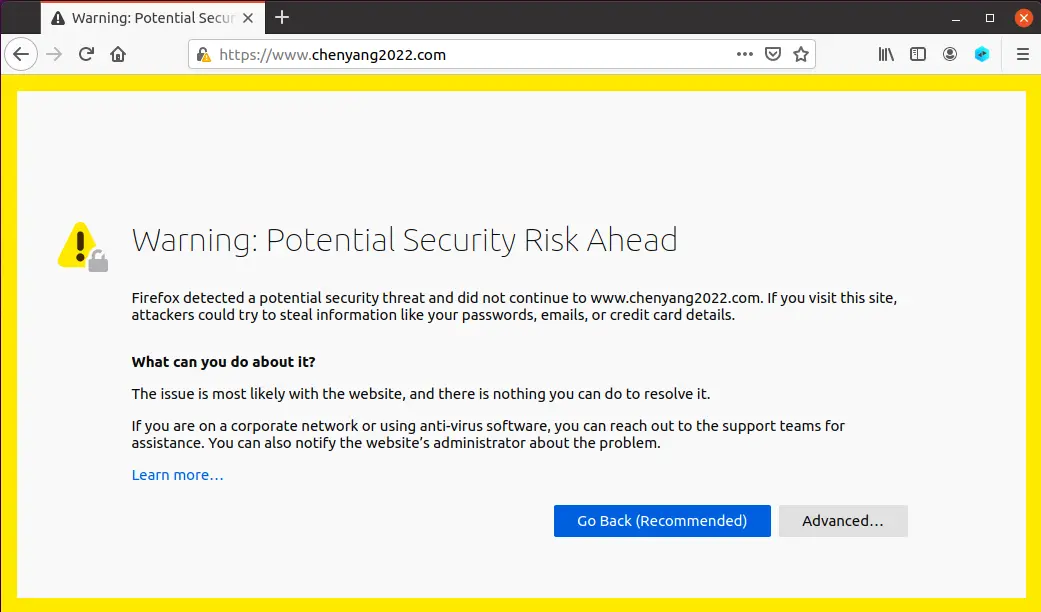 Warning: Potential Secur
https://www.chenyang2022.com
Warning: Potential Security Risk Ahead
Firefox detected a potential security threat and did not continue to www.chenyang2022.com. If you visit this site,
attackers could try to steal information like your passwords, emails, or credit card details.
What can you do about it?
The issue is most likely with the website, and there is nothing you can do to resolve it.
If you are on a corporate network or using anti-virus software, you can reach out to the support teams for
assistance. You can also notify the website’s administrator about the problem.
Learn more…
Go Back (Recommended)
Advanced…